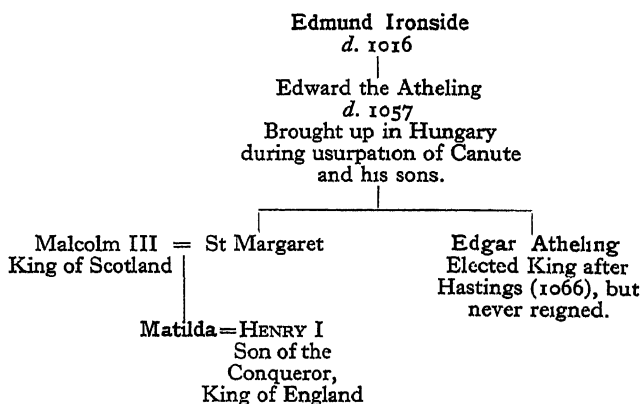 Edmund Ironside
d. 1016
Edward the Atheling
d. 1057
Brought up in Hungary
during usurpation of Canute
and his sons.
Malcolm III = St Margaret
King of Scotland
Edgar Atheling
Elected King after
Hastings (1066), but
never reigned.
Matilda=HENRY I
Son of the
Conqueror,
King of England